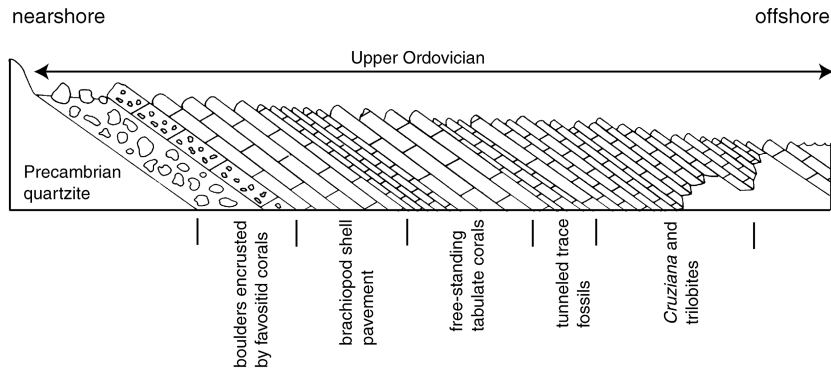 nearshore
offshore
Upper Ordovician
Precambrian
quartzite
boulders encrusted
by favositid corals
brachiopod shell
pavement
free-standing
tabulate corals
tunneled trace
fossils
Cruziana and
trilobites